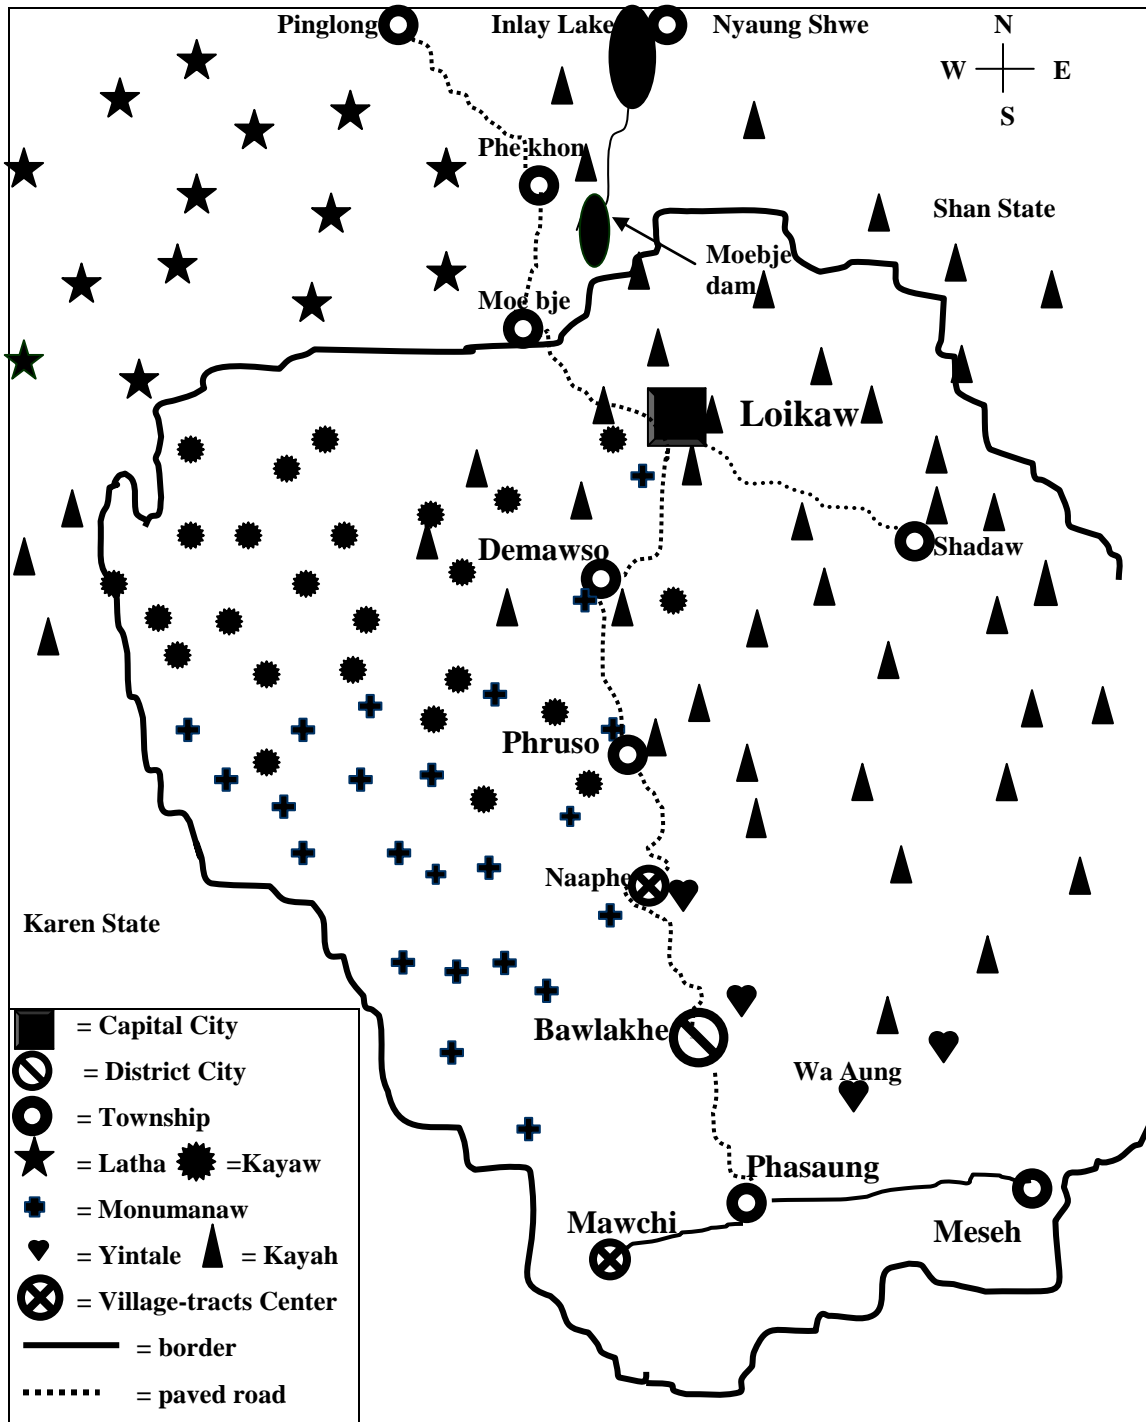 Pinglong
Inlay Lake
Nyaung Shwe
N
W
E
S
Phe khon
Shan State
Moebje
dam
Moe bje
Loikaw
Demawso
Shadaw
Phruso
Naaphe
Karen State
Bawlakhe
Wa Aung
Phasaung
Mawchi
Meseh
= Capital City
= District City
= Township
= Latha =Kayaw
= Monumanaw
= Yintale = Kayah
= Village-tracts Center
= border
= paved road